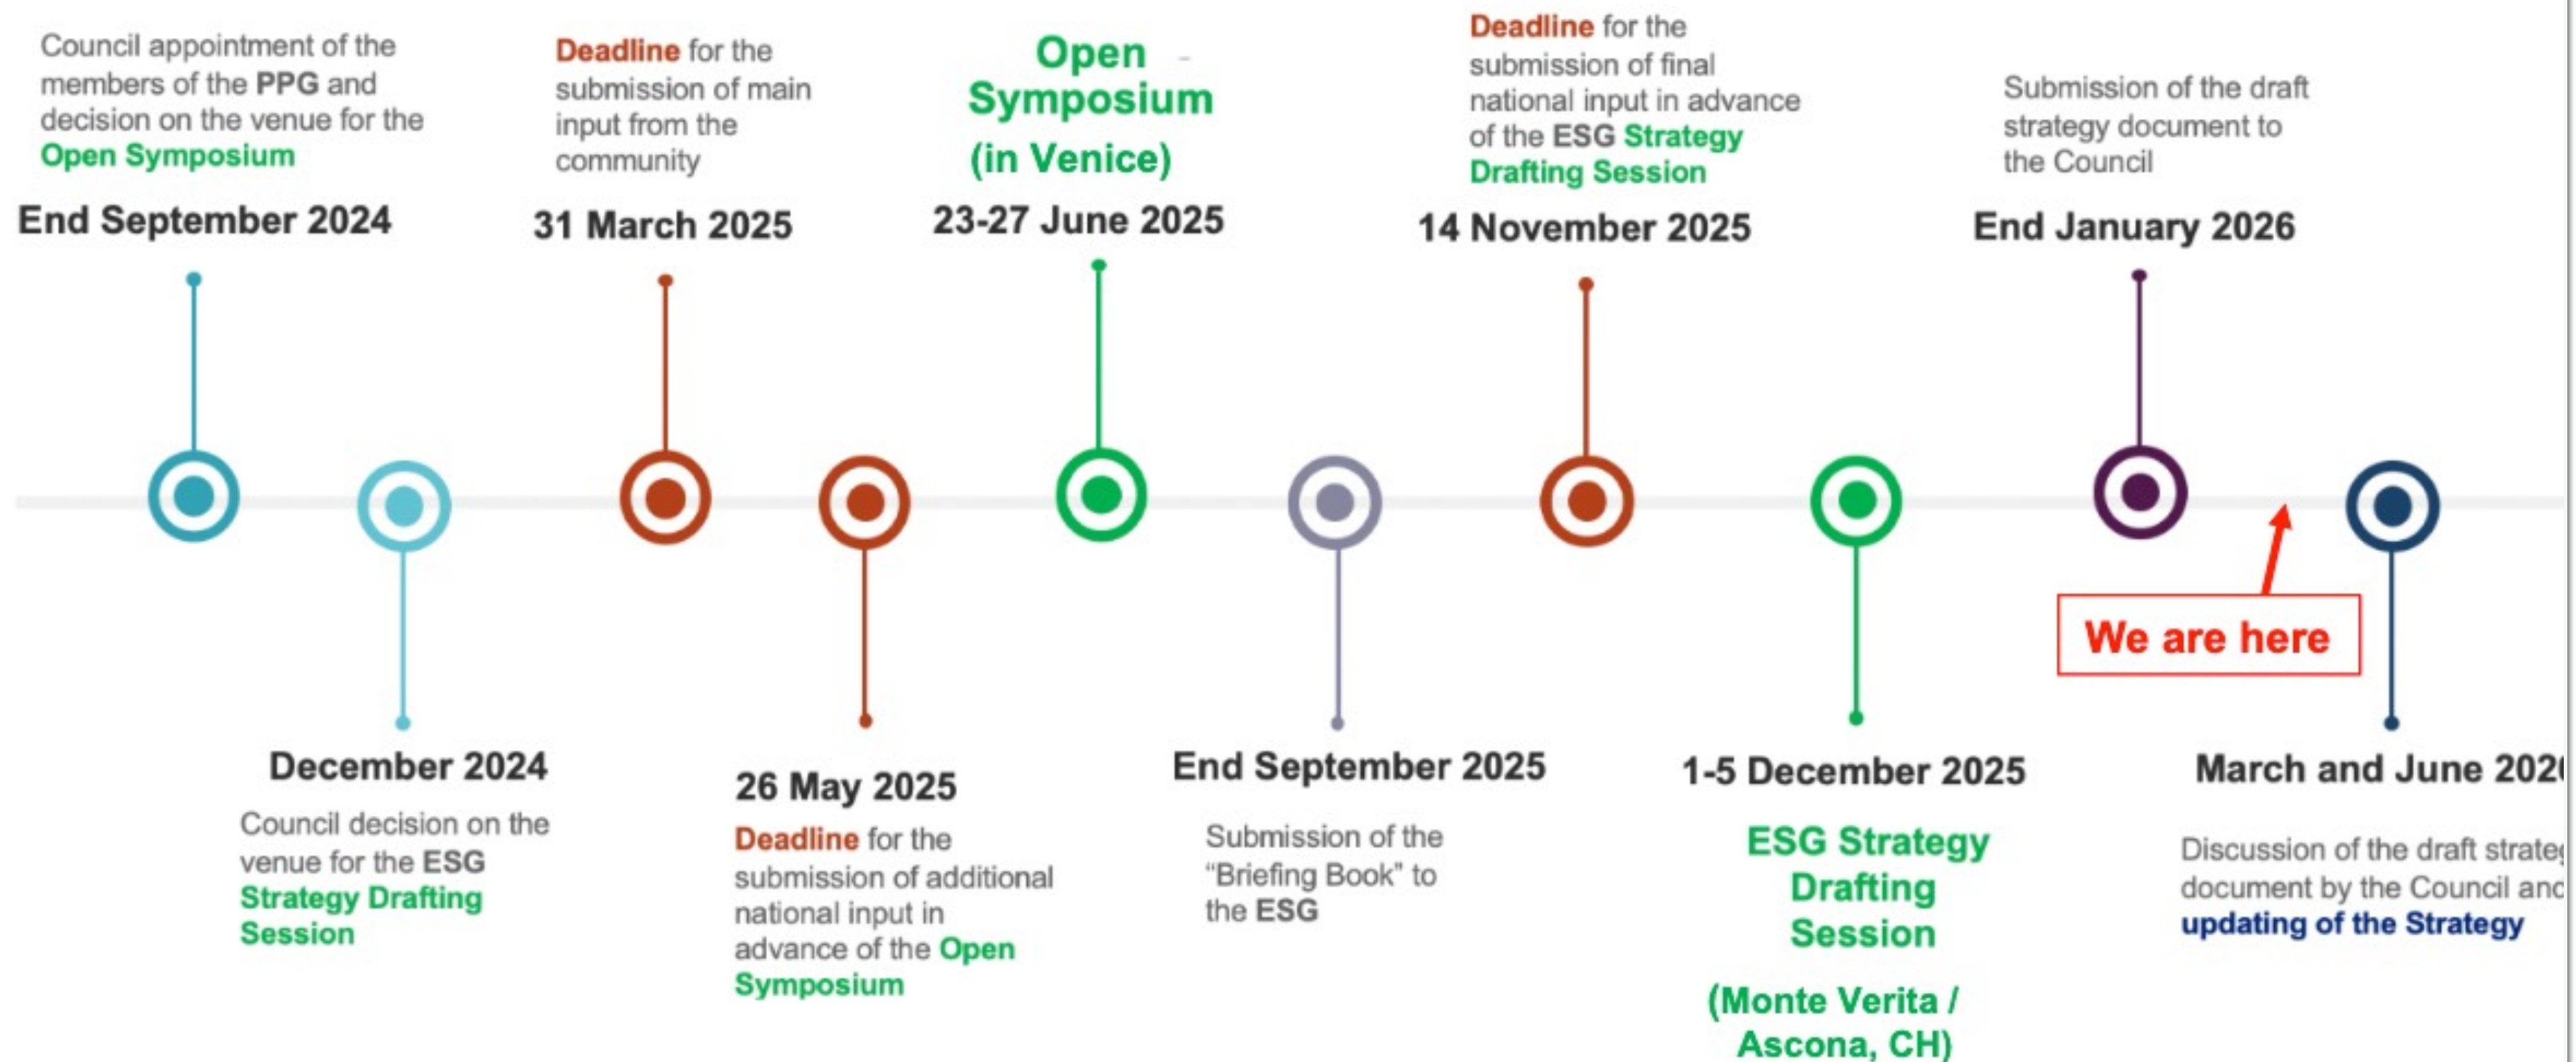 Council appointment of the
members of the PPG and
decision on the venue for the
Open Symposium
End September 2024
Deadline for the
submission of main
input from the
community
31 March 2025
Open
Symposium
(in Venice)
23-27 June 2025
Deadline for the
submission of final
national input in advance
of the ESG Strategy
Drafting Session
14 November 2025
Submission of the draft
strategy document to
the Council
End January 2026
We are here
December 2024
Council decision on the
venue for the ESG
Strategy Drafting
Session
26 May 2025
Deadline for the
submission of additional
national input in
advance of the Open
Symposium
End September 2025
Submission of the
“Briefing Book” to
the ESG
1-5 December 2025
ESG Strategy
Drafting
Session
(Monte Verita /
Ascona, CH)
March and June
Discussion of the draft
document by the Council
updating of the Strategy